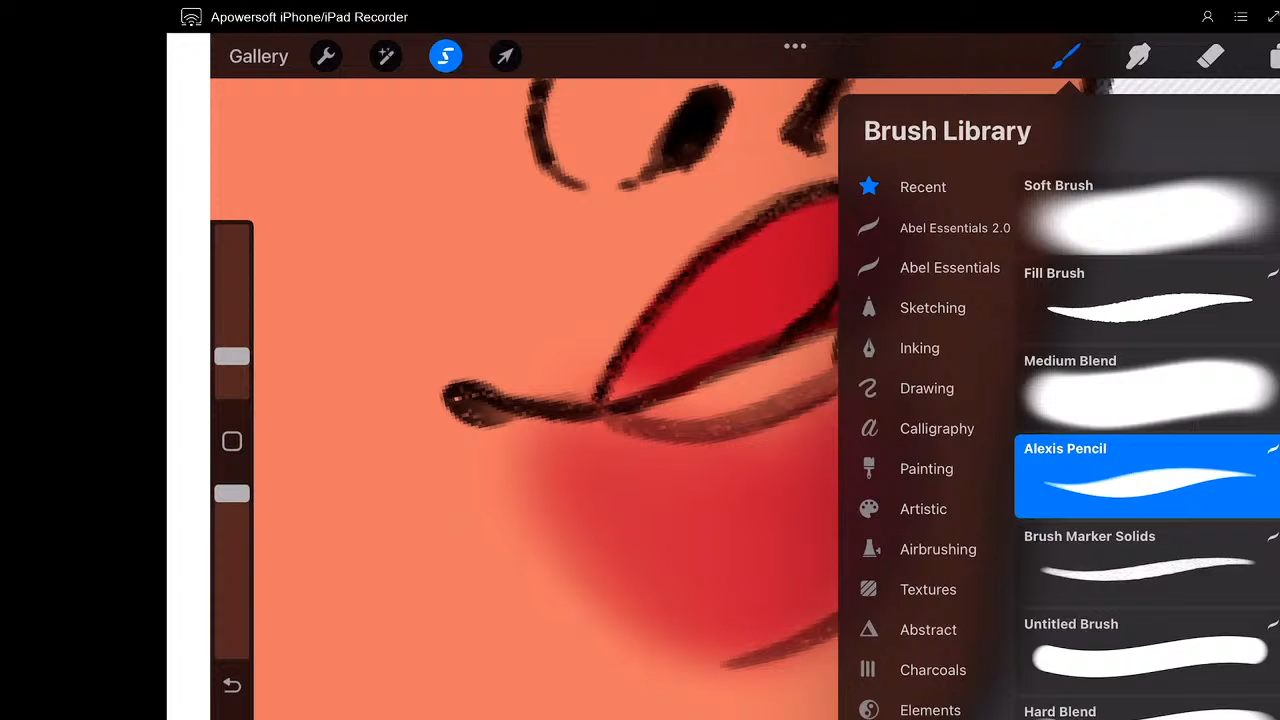 Apowersoft iPhone/iPad Recorder
Gallery
Brush Library
Recent
Abel Essentials 2.0
Abel Essentials
Sketching
Inking
Drawing
Calligraphy
Painting
Artistic
Airbrushing
Textures
Abstract
Charcoals
Elements
Soft Brush
Fill Brush
Medium Blend
Alexis Pencil
Brush Marker Solids
Untitled Brush
Hard Blend